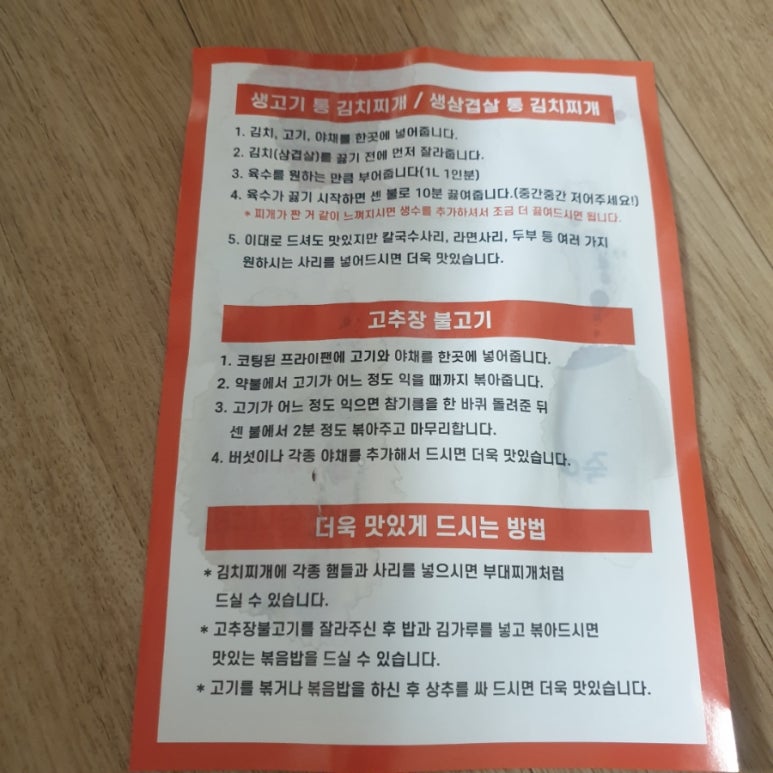 생고기 통 김치찌개 / 생삼겹살 통 김치찌개
1. 김치, 고기, 야채를 한곳에 넣어줍니다.
2. 김치(삼겹살)를 끓기 전에 먼저 잘라줍니다.
3. 육수를 원하는 만큼 부어줍니다(1L 1인분)
4. 육수가 끓기 시작하면 센 불로 10분 끓여줍니다.(중간중간 저어주세요!)
* 찌개가 짠 거 같이 느껴지시면 생수를 추가하셔서 조금 더 끓여드시면 됩니다.
5. 이대로 드셔도 맛있지만 칼국수사리, 라면사리, 두부 등 여러 가지
원하시는 사리를 넣어드시면 더욱 맛있습니다.
고추장 불고기
1. 코팅된 프라이팬에 고기와 야채를 한곳에 넣어줍니다.
2. 약불에서 고기가 어느 정도 익을 때까지 볶아줍니다.
3. 고기가 어느 정도 익으면 참기름을 한 바퀴 돌려준 뒤
센 불에서 2분 정도 볶아주고 마무리합니다.
4. 버섯이나 각종 야채를 추가해서 드시면 더욱 맛있습니다.
더욱 맛있게 드시는 방법
* 김치찌개에 각종 햄들과 사리를 넣으시면 부대찌개처럼
드실 수 있습니다.
* 고추장불고기를 잘라주신 후 밥과 김가루를 넣고 볶아드시면
맛있는 볶음밥을 드실 수 있습니다.
* 고기를 볶거나 볶음밥을 하신 후 상추를 싸 드시면 더욱 맛있습니다.